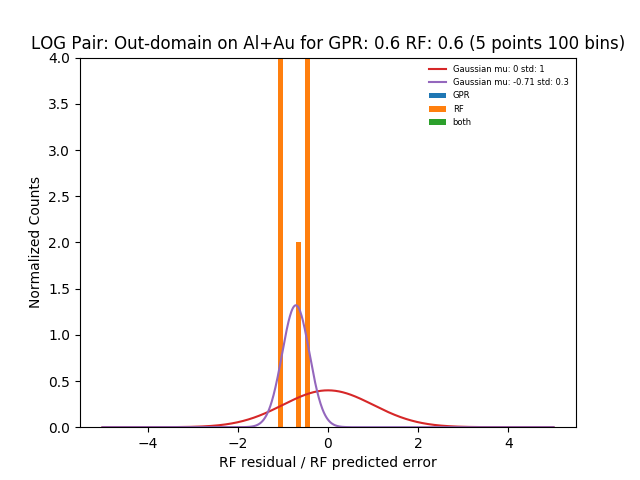 LOG Pair: Out-domain on Al+Au for GPR: 0.6 RF: 0.6 (5 points 100 bins)
4.0
3.5
3.0
2.5
2.0
1.5
1.0
0.5
0.0
Normalized Counts
Gaussian mu: 0 std: 1
Gaussian mu: -0.71 std: 0.3
GPR
RF
both
−4 −2 0 2 4
RF residual / RF predicted error